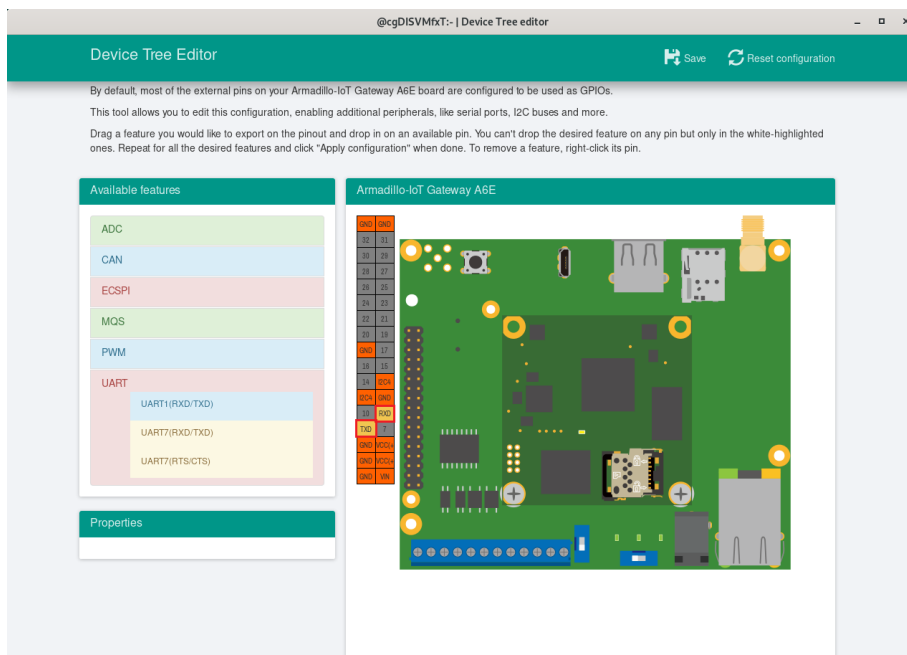 @cgDISVMfxT:- | Device Tree editor
Device Tree Editor
Save
Reset configuration
By default, most of the external pins on your Armadillo-IoT Gateway A6E board are configured to be used as GPIOs.
This tool allows you to edit this configuration, enabling additional peripherals, like serial ports, I2C buses and more.
Drag a feature you would like to export on the pinout and drop in on an available pin. You can't drop the desired feature on any pin but only in the white-highlighted
ones. Repeat for all the desired features and click "Apply configuration" when done. To remove a feature, right-click its pin.
Available features
ADC
CAN
ECSPI
MQS
PWM
UART
UART1(RXD/TXD)
UART7(RXD/TXD)
UART7(RTS/CTS)
Properties
Armadillo-IoT Gateway A6E
GND GND
32 31
30 29
28 27
26 25
24 23
22 21
20 19
GND 17
16 15
14 I2C4
I2C4 GND
10 RXD
TXD 7
GND VCC(+
GND VCC(+
GND VIN